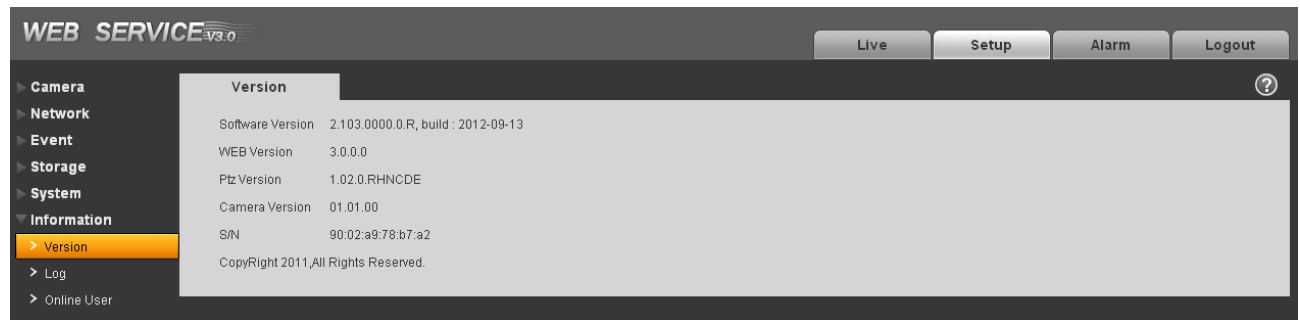 WEB SERVICE V3.0
Live Setup Alarm Logout
Camera
Network
Event
Storage
System
Information
> Version
> Log
> Online User
Version
?
Software Version 2.103.0000.0.R, build : 2012-09-13
WEB Version 3.0.0.0
Ptz Version 1.02.0.RHNCDE
Camera Version 01.01.00
S/N 90:02:a9:78:b7:a2
CopyRight 2011,All Rights Reserved.